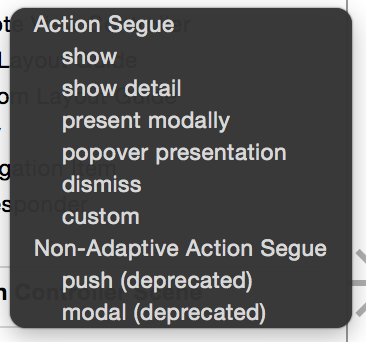 Action Segue
show
show detail
present modally
popover presentation
dismiss
custom
Non-Adaptive Action Segue
push (deprecated)
modal (deprecated)